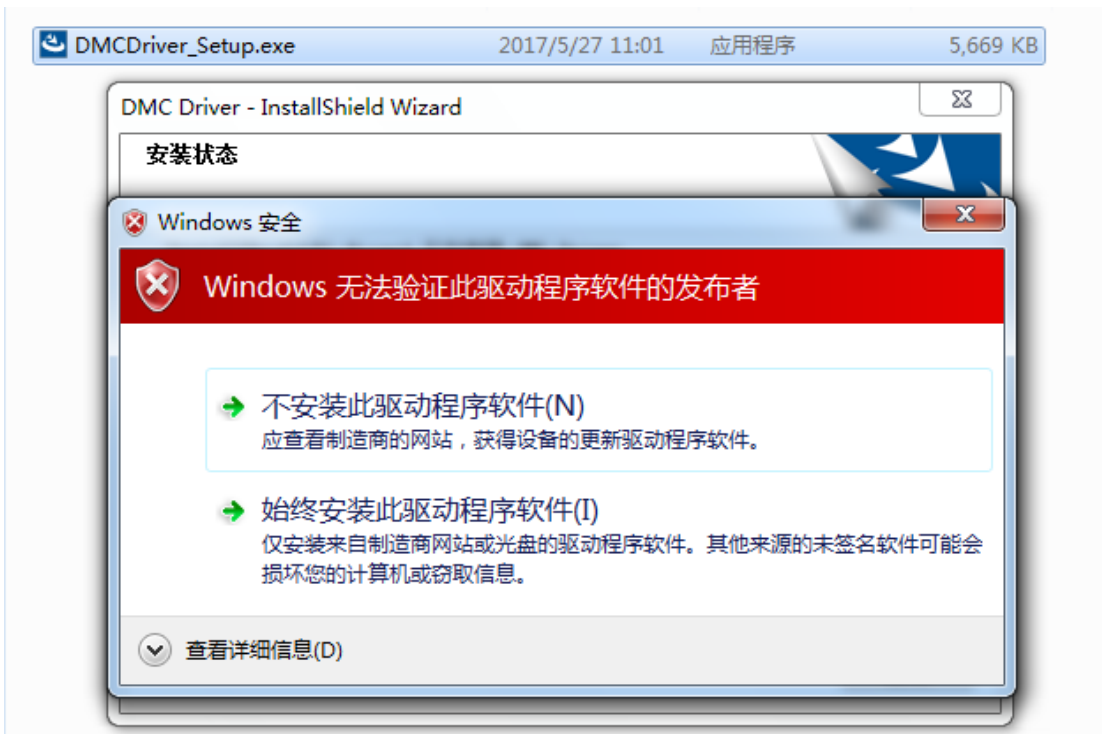 DMCDriver_Setup.exe 2017/5/27 11:01 应用程序 5,669 KB
DMC Driver - InstallShield Wizard
安装状态
Windows 安全
Windows 无法验证此驱动程序软件的发布者
不安装此驱动程序软件(N)
应查看制造商的网站，获得设备的更新驱动程序软件。
始终安装此驱动程序软件(I)
仅安装来自制造商网站或光盘的驱动程序软件。其他来源的未签名软件可能会
损坏您的计算机或窃取信息。
查看详细信息(D)